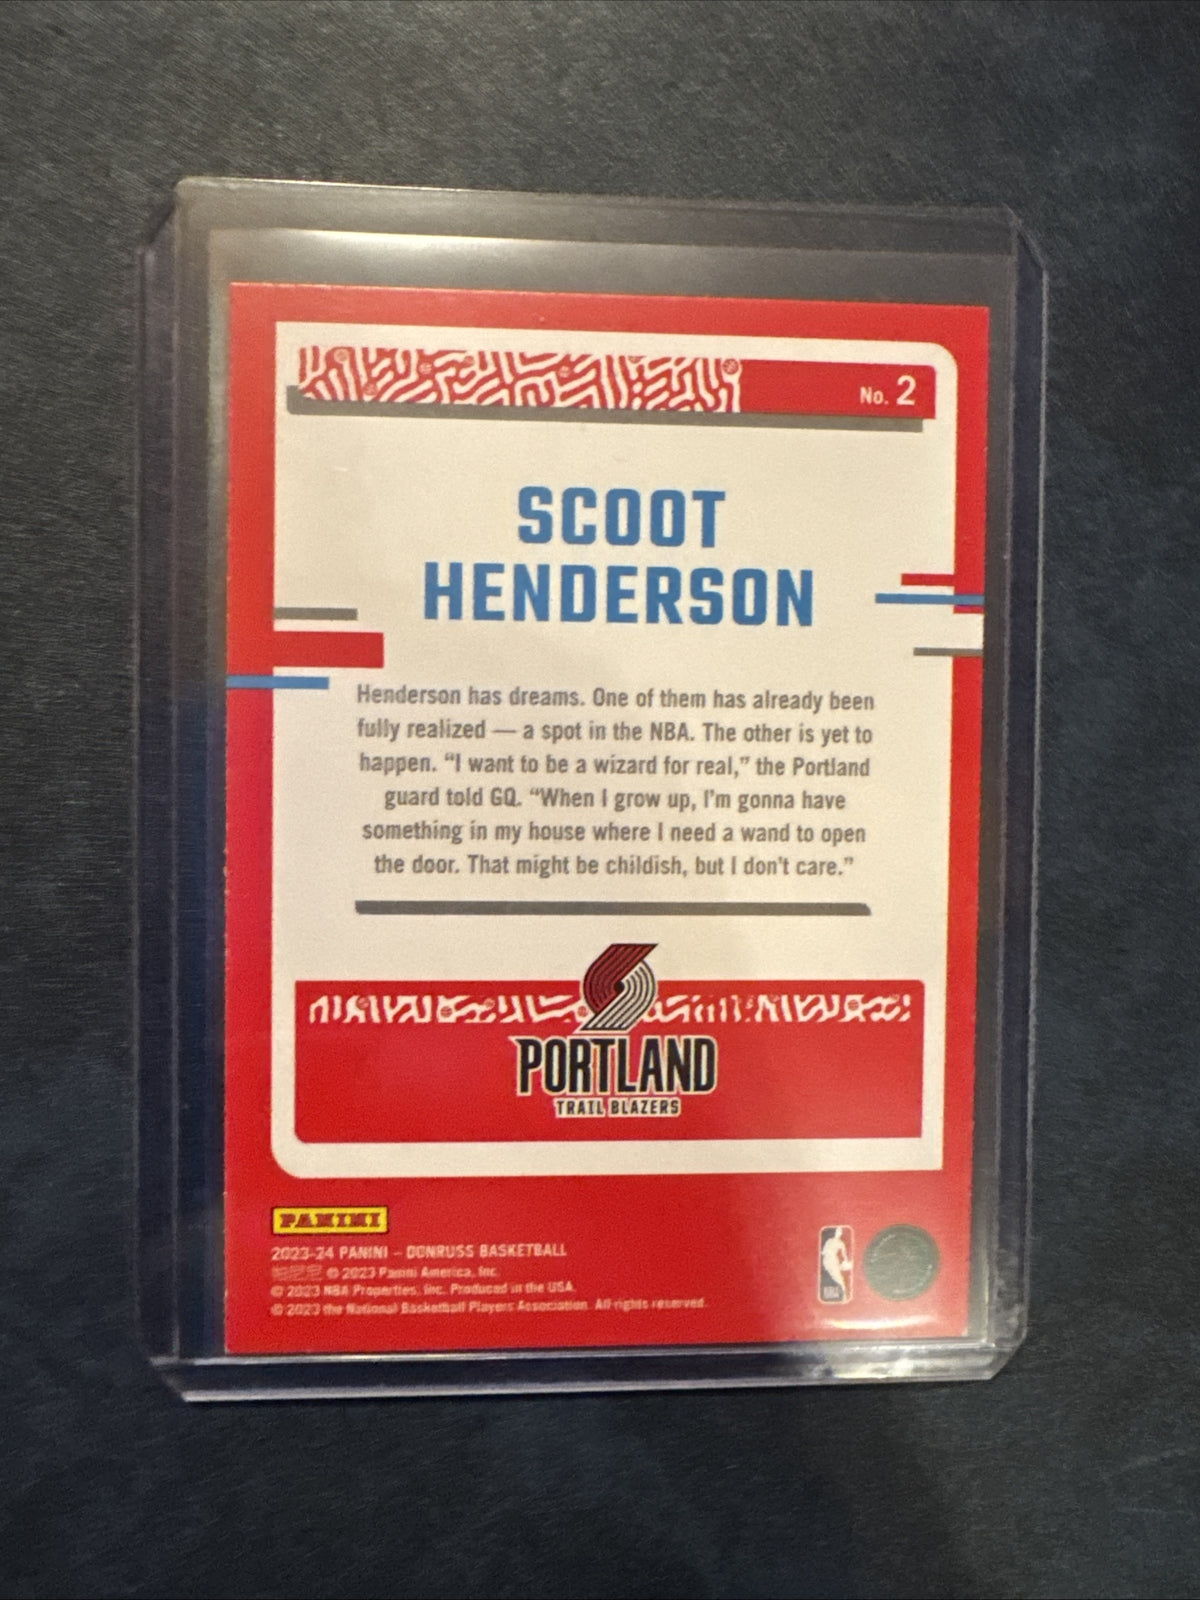 No. 2
SCOOT
HENDERSON
Henderson has dreams. One of them has already been
fully realized — a spot in the NBA. The other is yet to
happen. “I want to be a wizard for real,” the Portland
guard told GQ. “When I grow up, I’m gonna have
something in my house where I need a wand to open
the door. That might be childish, but I don't care.”
PORTLAND
TRAIL BLAZERS
PANINI
2023-24 PANINI – DONRUSS BASKETBALL
© 2023 Panini America, Inc.
© 2023 NBA Properties, Inc. Produced in the USA.
© 2023 the National Basketball Players Association. All rights reserved.
NBA